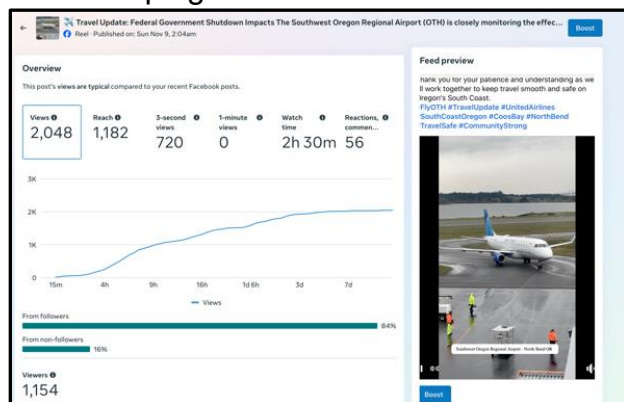 Travel Update: Federal Government Shutdown Impacts The Southwest Oregon Regional Airport (OTH) is closely monitoring the effec...
Reel · Published on: Sun Nov 9, 2:04am
Boost
Overview
This post's views are typical compared to your recent Facebook posts.
Views
2,048
Reach
1,182
3-second views
720
1-minute views
0
Watch time
2h 30m
Reactions, commen...
56
3K
2K
1K
0
15m 4h 9h 16h 1d 6h 3d 7d
Views
From followers
84%
From non-followers
16%
Viewers
1,154
Feed preview
hank you for your patience and understanding as we
ll work together to keep travel smooth and safe on
regon's South Coast.
FlyOTH #TravelUpdate #UnitedAirlines
SouthCoastOregon #CoosBay #NorthBend
TravelSafe #CommunityStrong
Southwest Oregon Regional Airport - North Bend OR
Boost